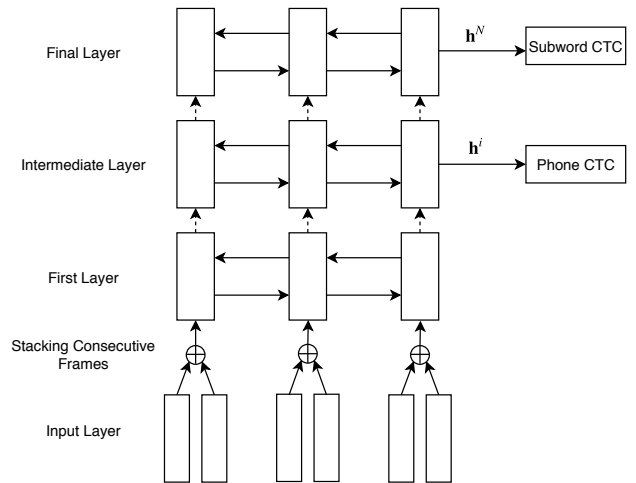 Final Layer
h^N
Subword CTC
Intermediate Layer
h^i
Phone CTC
First Layer
Stacking Consecutive
Frames
Input Layer